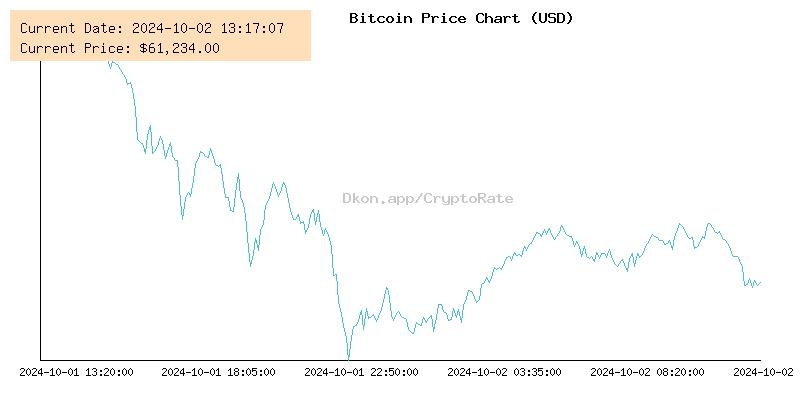 Bitcoin Price Chart (USD)
Current Date: 2024-10-02 13:17:07
Current Price: $61,234.00
Dkon.app/CryptoRate
2024-10-01 13:20:00 2024-10-01 18:05:00 2024-10-01 22:50:00 2024-10-02 03:35:00 2024-10-02 08:20:00 2024-10-02